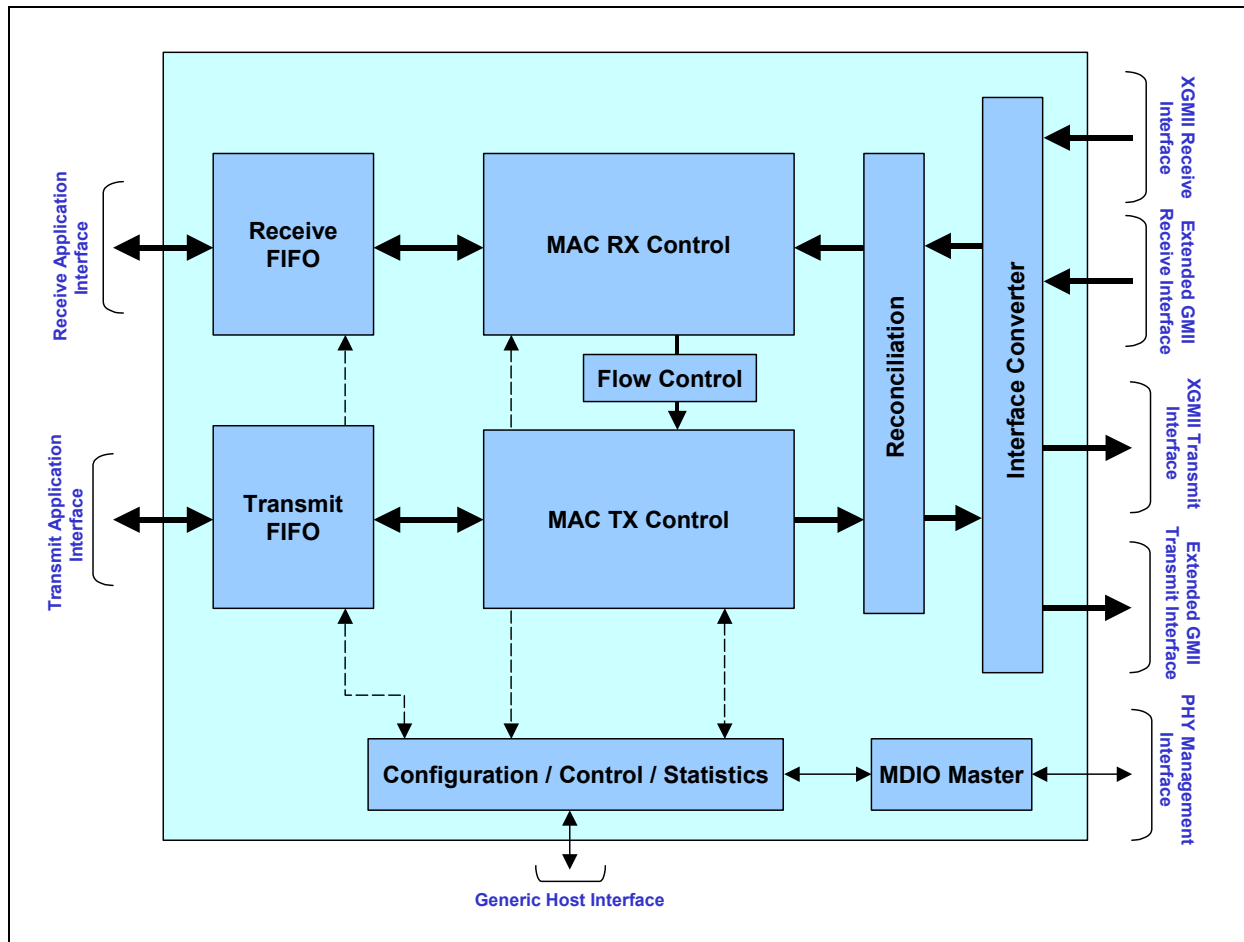 XGMII Receive
Interface
Receive Application
Interface
Receive
FIFO
MAC RX Control
Extended GMII
Receive Interface
Flow Control
Reconciliation
Interface Converter
XGMII Transmit
Interface
Transmit Application
Interface
Transmit
FIFO
MAC TX Control
Extended GMII
Transmit Interface
Configuration / Control / Statistics
MDIO Master
PHY Management
Interface
Generic Host Interface